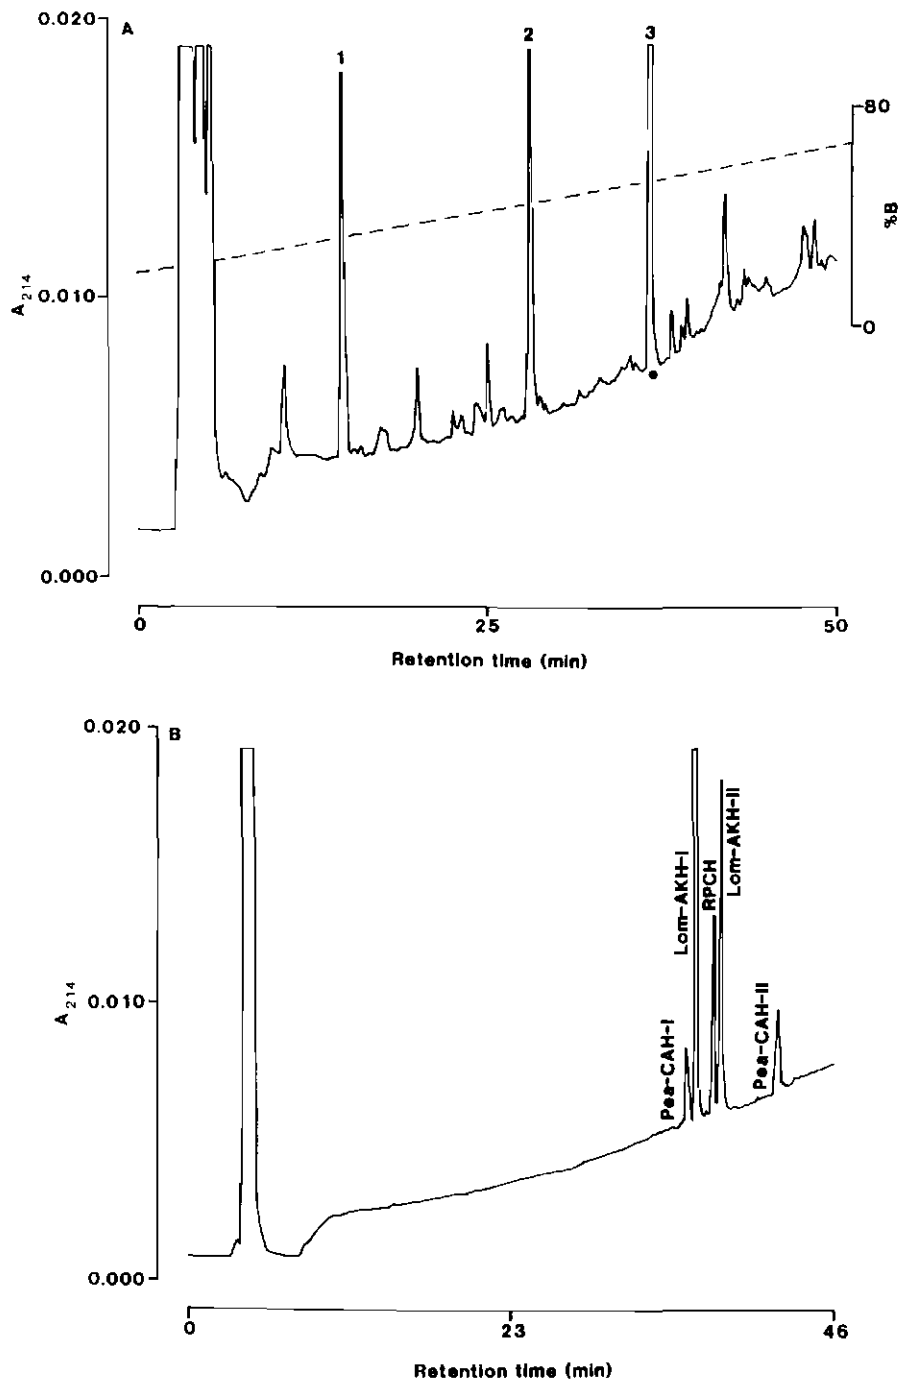 0.020
A
1
2
3
80
%B
A214
0.010
0
0.000
0
25
50
Retention time (min)
0.020
B
Lom-AKH-I
RPCH
Lom-AKH-II
A214
0.010
Pea-CAH-I
Pea-CAH-II
0.000
0
23
46
Retention time (min)